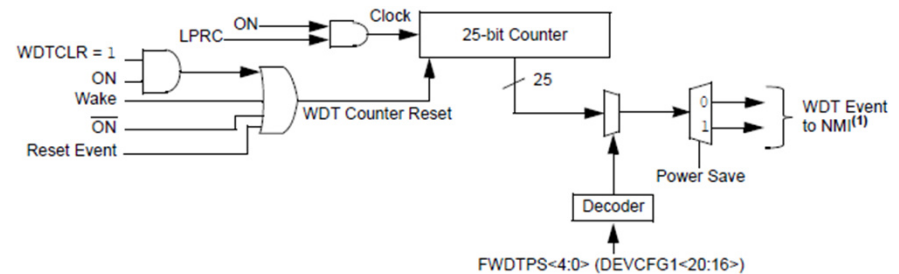 ON
LPRC
Clock
25-bit Counter
WDTCLR = 1
ON
Wake
ON
Reset Event
WDT Counter Reset
25
0
1
WDT Event
to NMI(1)
Power Save
Decoder
FWDTPS<4:0> (DEVCFG1<20:16>)